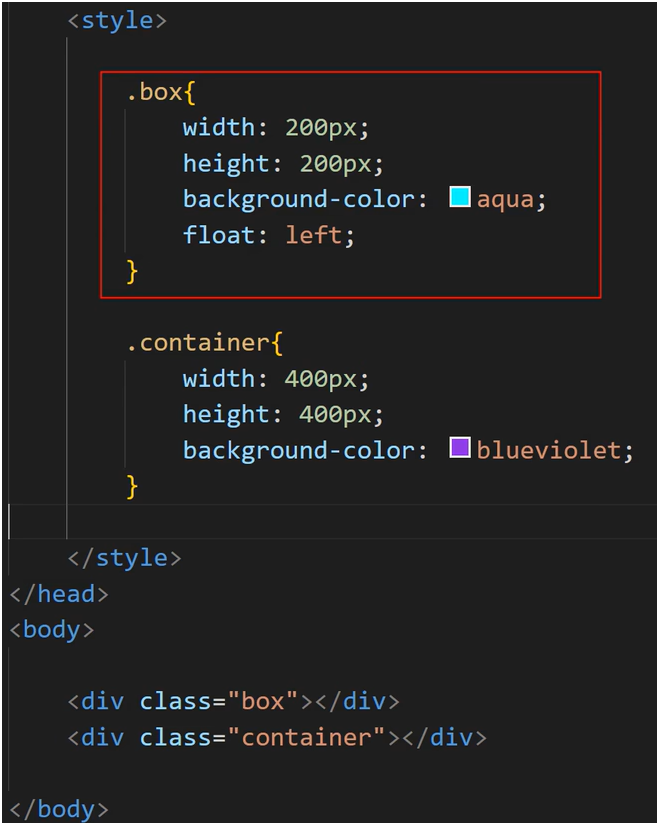 <style>
.box{
width: 200px;
height: 200px;
background-color: aqua;
float: left;
}
.container{
width: 400px;
height: 400px;
background-color: blueviolet;
}
</style>
</head>
<body>
<div class="box"></div>
<div class="container"></div>
</body>